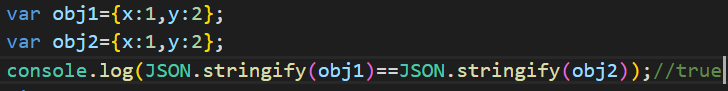 var obj1={x:1,y:2};
var obj2={x:1,y:2};
console.log(JSON.stringify(obj1)==JSON.stringify(obj2));//true